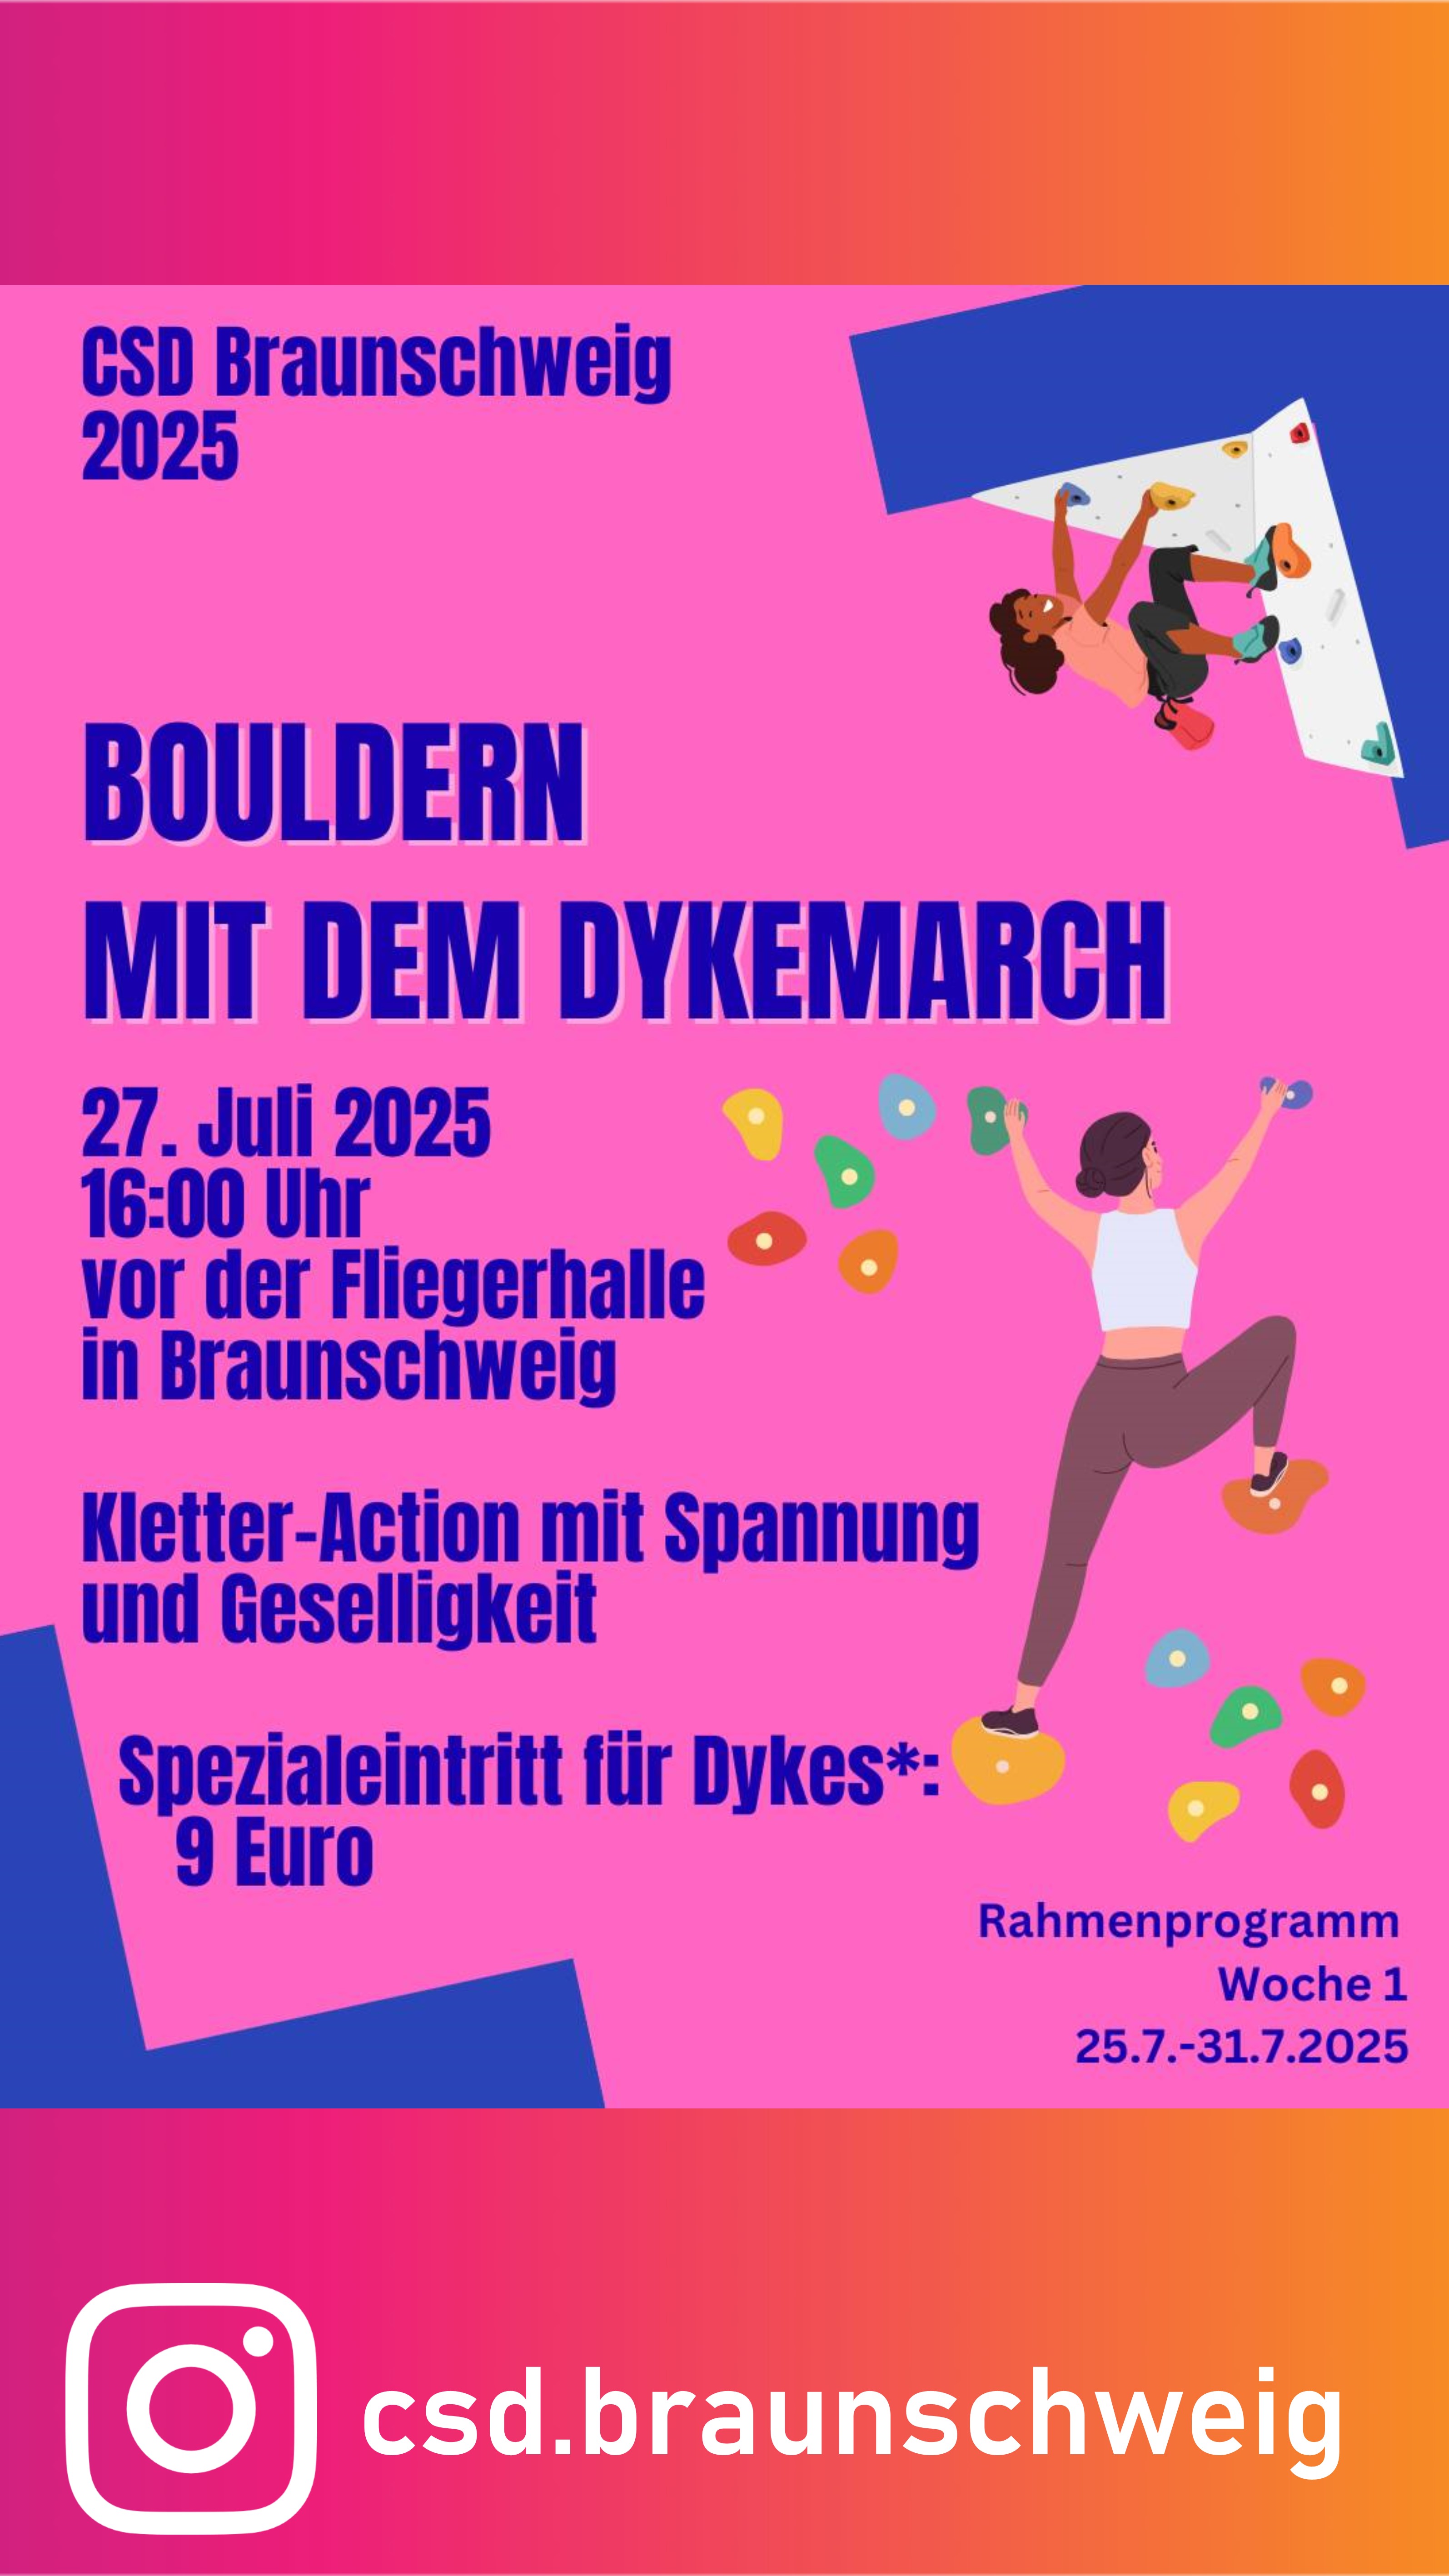 CSD Braunschweig
2025
BOULDERN
MIT DEM DYKEMARCH
27. Juli 2025
16:00 Uhr
vor der Fliegerhalle
in Braunschweig
Kletter-Action mit Spannung
und Geselligkeit
Spezialeintritt für Dykes*:
9 Euro
Rahmenprogramm
Woche 1
25.7.-31.7.2025
csd.braunschweig